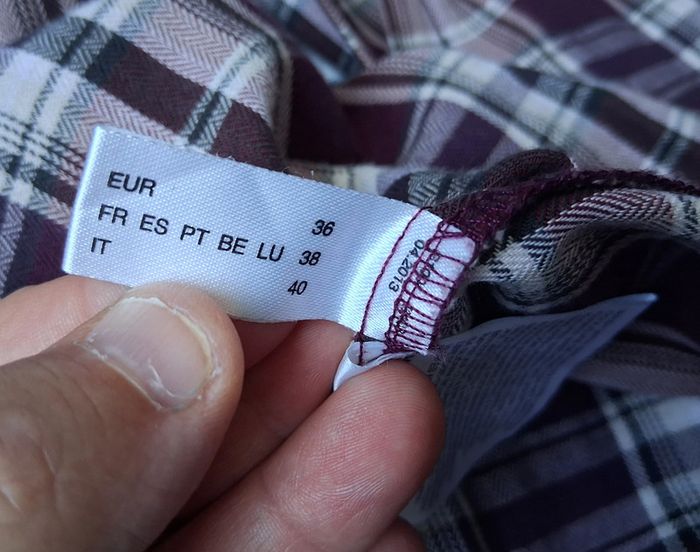 EUR 36
FR ES PT BE LU 38
IT 40
04.2013